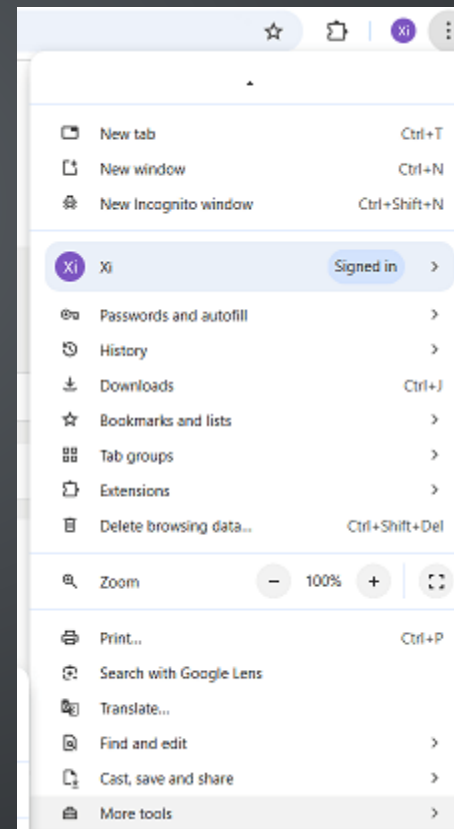 Xi
New tab Ctrl+T
New window Ctrl+N
New Incognito window Ctrl+Shift+N
Xi Xi Signed in
Passwords and autofill
History
Downloads Ctrl+J
Bookmarks and lists
Tab groups
Extensions
Delete browsing data... Ctrl+Shift+Del
Zoom − 100% +
Print... Ctrl+P
Search with Google Lens
Translate...
Find and edit
Cast, save and share
More tools